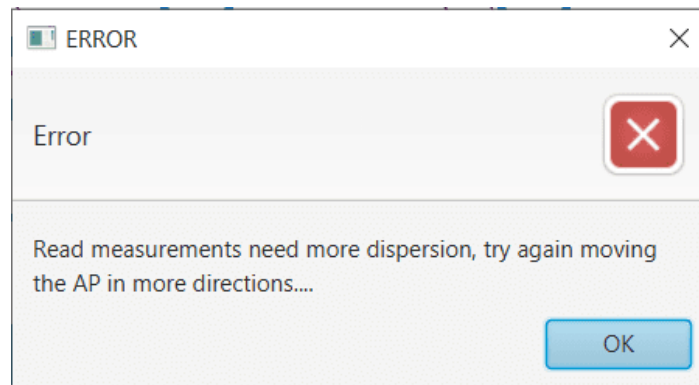 ERROR
Error
Read measurements need more dispersion, try again moving
the AP in more directions....
OK